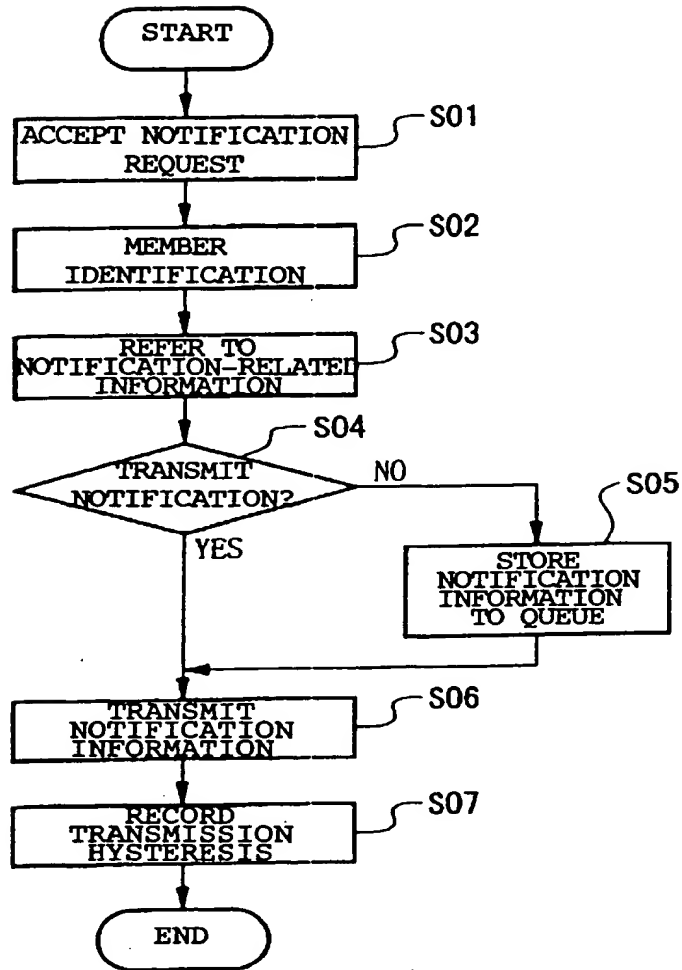 START
ACCEPT NOTIFICATION
REQUEST
S01
MEMBER
IDENTIFICATION
S02
REFER TO
NOTIFICATION-RELATED
INFORMATION
S03
TRANSMIT
NOTIFICATION?
S04
NO
YES
STORE
NOTIFICATION
INFORMATION
TO QUEUE
S05
TRANSMIT
NOTIFICATION
INFORMATION
S06
RECORD
TRANSMISSION
HYSTERESIS
S07
END